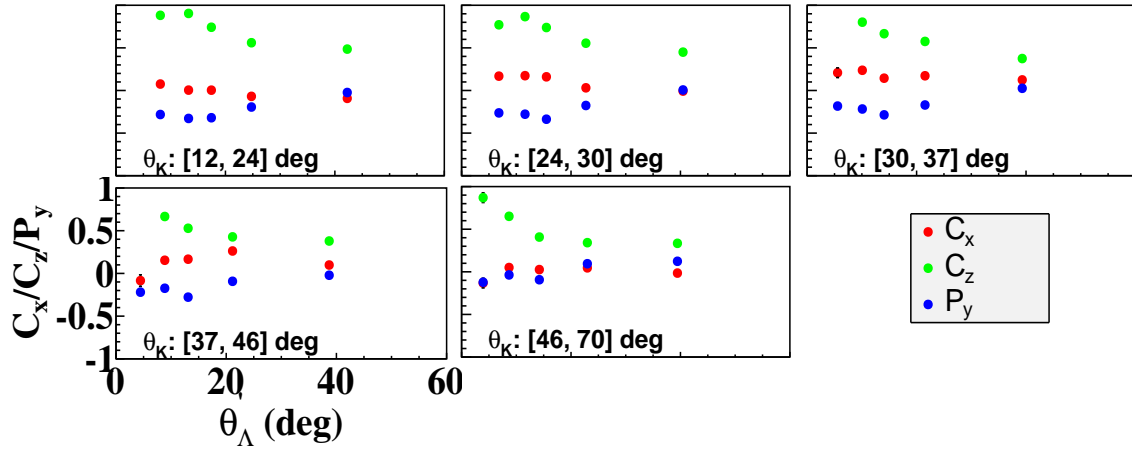 θK: [12, 24] deg
θK: [24, 30] deg
θK: [30, 37] deg
Cx/Cz/Py
1
0.5
0
-0.5
-1
θK: [37, 46] deg
θK: [46, 70] deg
Cx
Cz
Py
0 20 40 60
θ'Λ (deg)